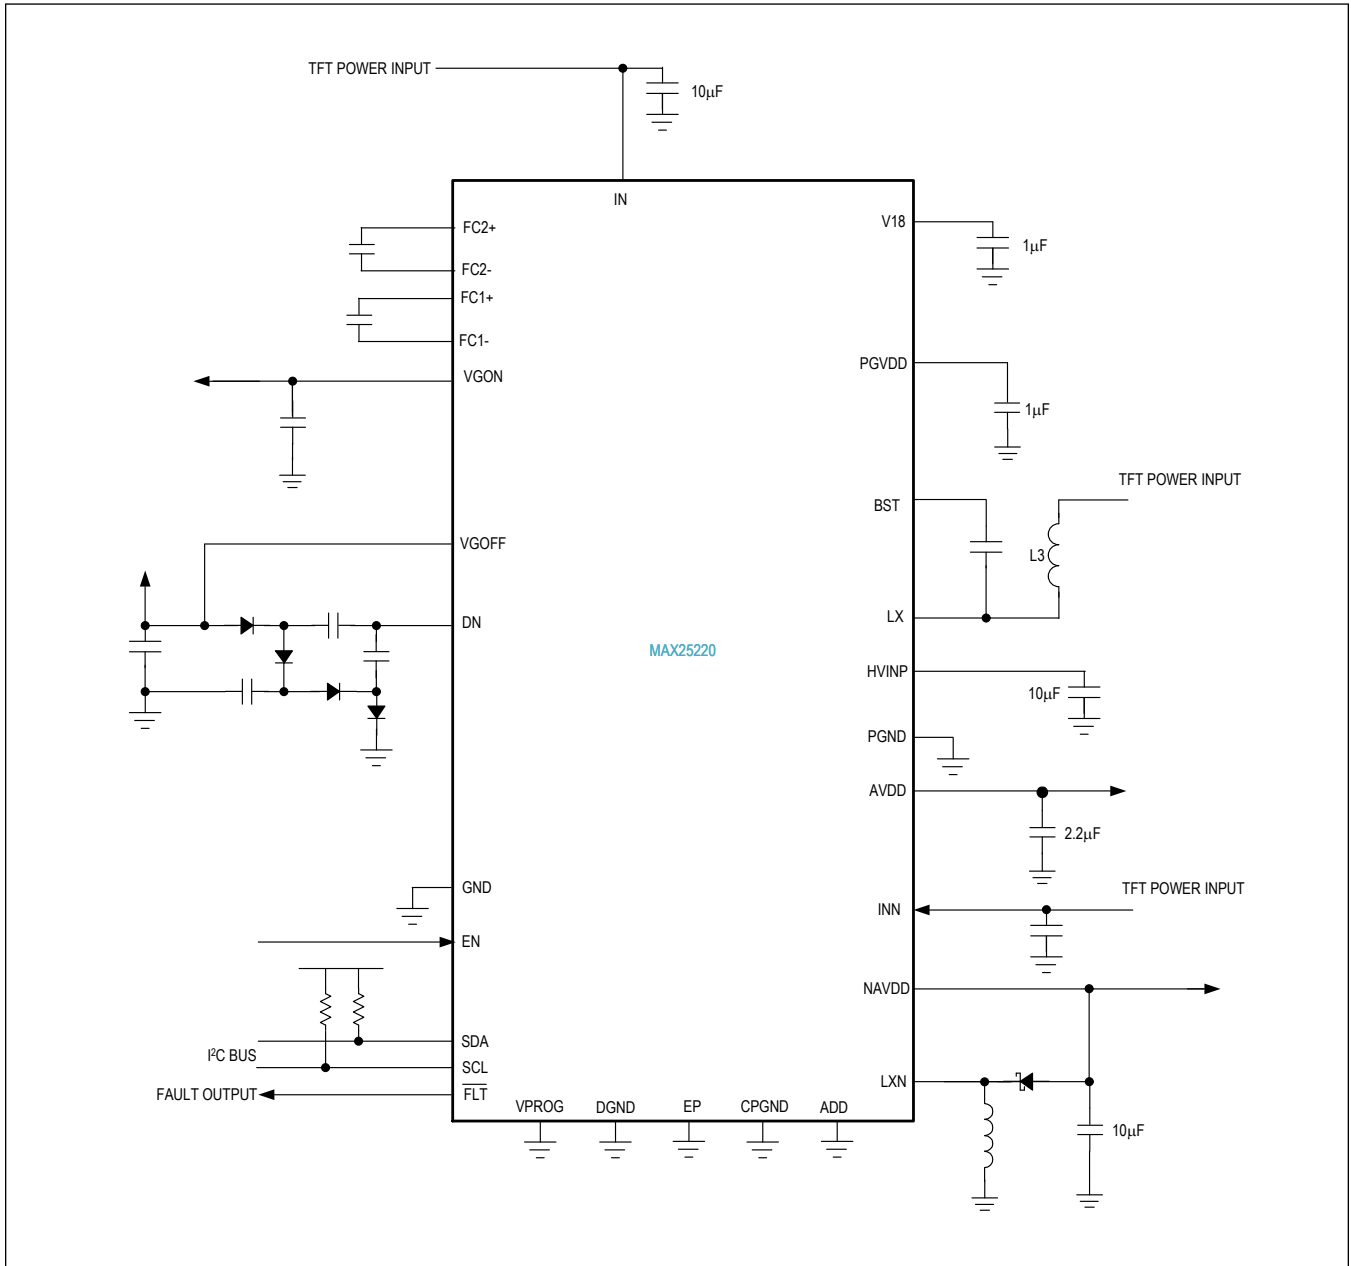 TFT POWER INPUT
10µF
IN
FC2+
FC2-
FC1+
FC1-
VGON
VGOFF
DN
GND
EN
SDA
I²C BUS
SCL
FAULT OUTPUT
FLT
VPROG
DGND
EP
CPGND
ADD
MAX25220
V18
1µF
PGVDD
1µF
TFT POWER INPUT
BST
L3
LX
HVINP
10µF
PGND
AVDD
2.2µF
TFT POWER INPUT
INN
NAVDD
LXN
10µF